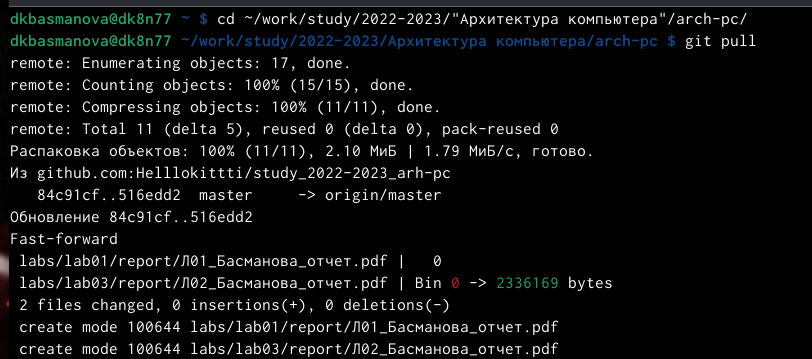 dkbasmanova@dk8n77 ~ $ cd ~/work/study/2022-2023/"Архитектура компьютера"/arch-pc/
dkbasmanova@dk8n77 ~/work/study/2022-2023/Архитектура компьютера/arch-pc $ git pull
remote: Enumerating objects: 17, done.
remote: Counting objects: 100% (15/15), done.
remote: Compressing objects: 100% (11/11), done.
remote: Total 11 (delta 5), reused 0 (delta 0), pack-reused 0
Распаковка объектов: 100% (11/11), 2.10 МиБ | 1.79 МиБ/с, готово.
Из github.com:Helllokittti/study_2022-2023_arh-pc
   84c91cf..516edd2  master     -> origin/master
Обновление 84c91cf..516edd2
Fast-forward
 labs/lab01/report/Л01_Басманова_отчет.pdf |   0
 labs/lab03/report/Л02_Басманова_отчет.pdf | Bin 0 -> 2336169 bytes
 2 files changed, 0 insertions(+), 0 deletions(-)
 create mode 100644 labs/lab01/report/Л01_Басманова_отчет.pdf
 create mode 100644 labs/lab03/report/Л02_Басманова_отчет.pdf